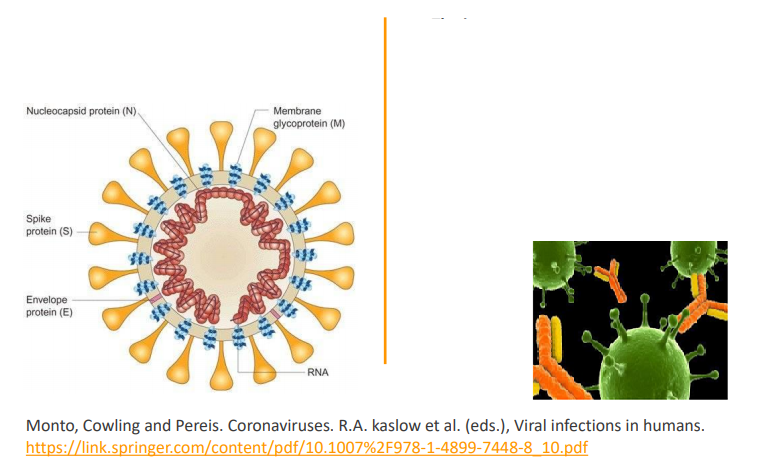 Nucleocapsid protein (N)
Membrane
glycoprotein (M)
Spike
protein (S)
Envelope
protein (E)
RNA
Monto, Cowling and Pereis. Coronaviruses. R.A. kaslow et al. (eds.), Viral infections in humans.
https://link.springer.com/content/pdf/10.1007%2F978-1-4899-7448-8_10.pdf